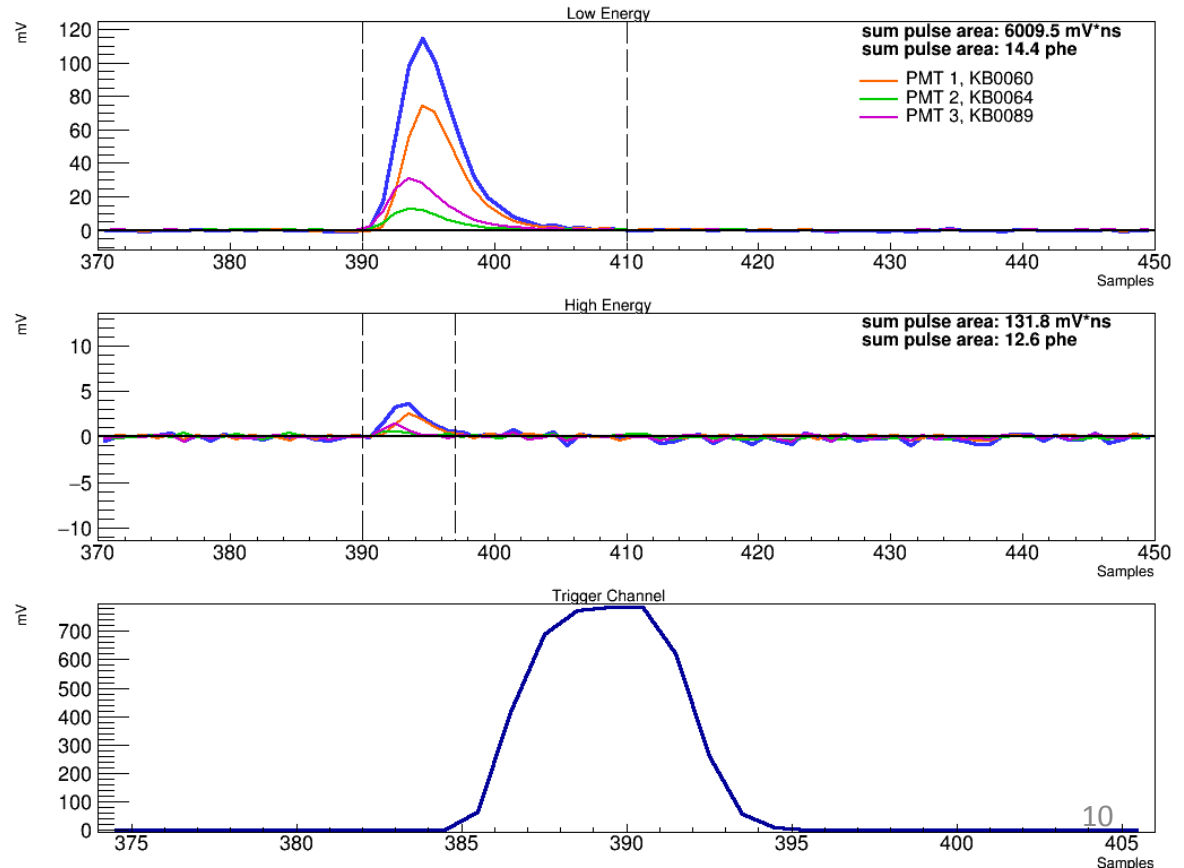 Low Energy
mV
120
100
80
60
40
20
0
sum pulse area: 6009.5 mV*ns
sum pulse area: 14.4 phe
PMT 1, KB0060
PMT 2, KB0064
PMT 3, KB0089
370 380 390 400 410 420 430 440 450
Samples
High Energy
mV
10
5
0
−5
−10
sum pulse area: 131.8 mV*ns
sum pulse area: 12.6 phe
370 380 390 400 410 420 430 440 450
Samples
Trigger Channel
mV
700
600
500
400
300
200
100
0
10
375 380 385 390 395 400 405
Samples